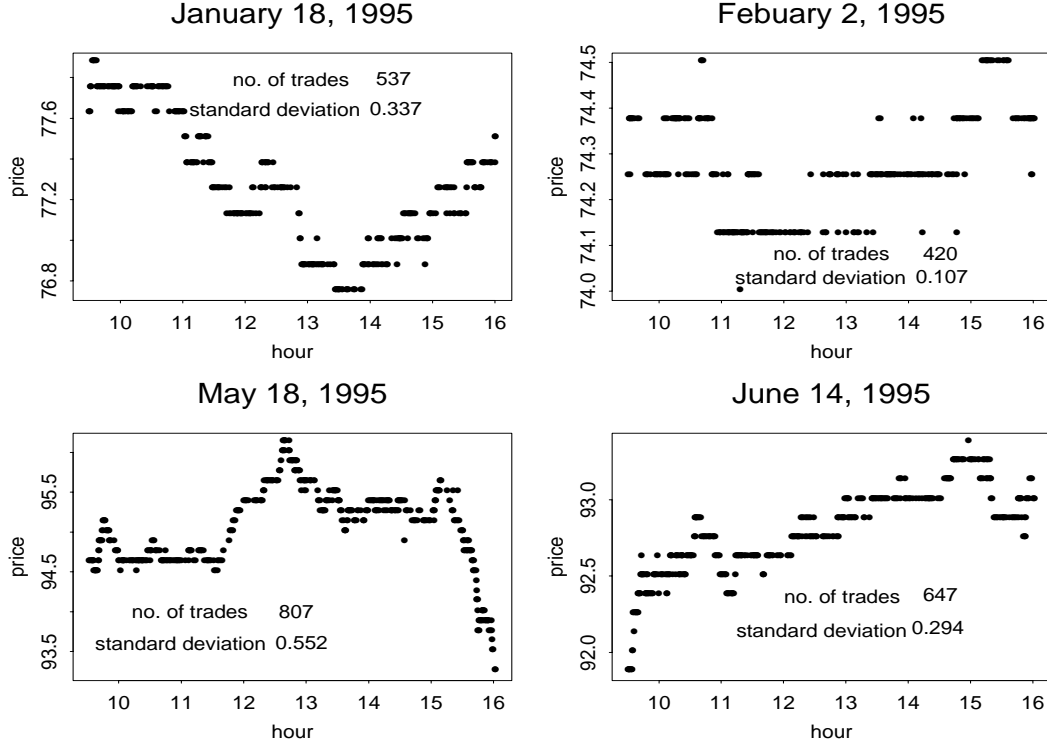 January 18, 1995
no. of trades 537
standard deviation 0.337
price
77.6
77.2
76.8
10 11 12 13 14 15 16
hour
Febuary 2, 1995
no. of trades 420
standard deviation 0.107
price
74.5
74.4
74.3
74.2
74.1
74.0
10 11 12 13 14 15 16
hour
May 18, 1995
no. of trades 807
standard deviation 0.552
price
95.5
94.5
93.5
10 11 12 13 14 15 16
hour
June 14, 1995
no. of trades 647
standard deviation 0.294
price
93.0
92.5
92.0
10 11 12 13 14 15 16
hour